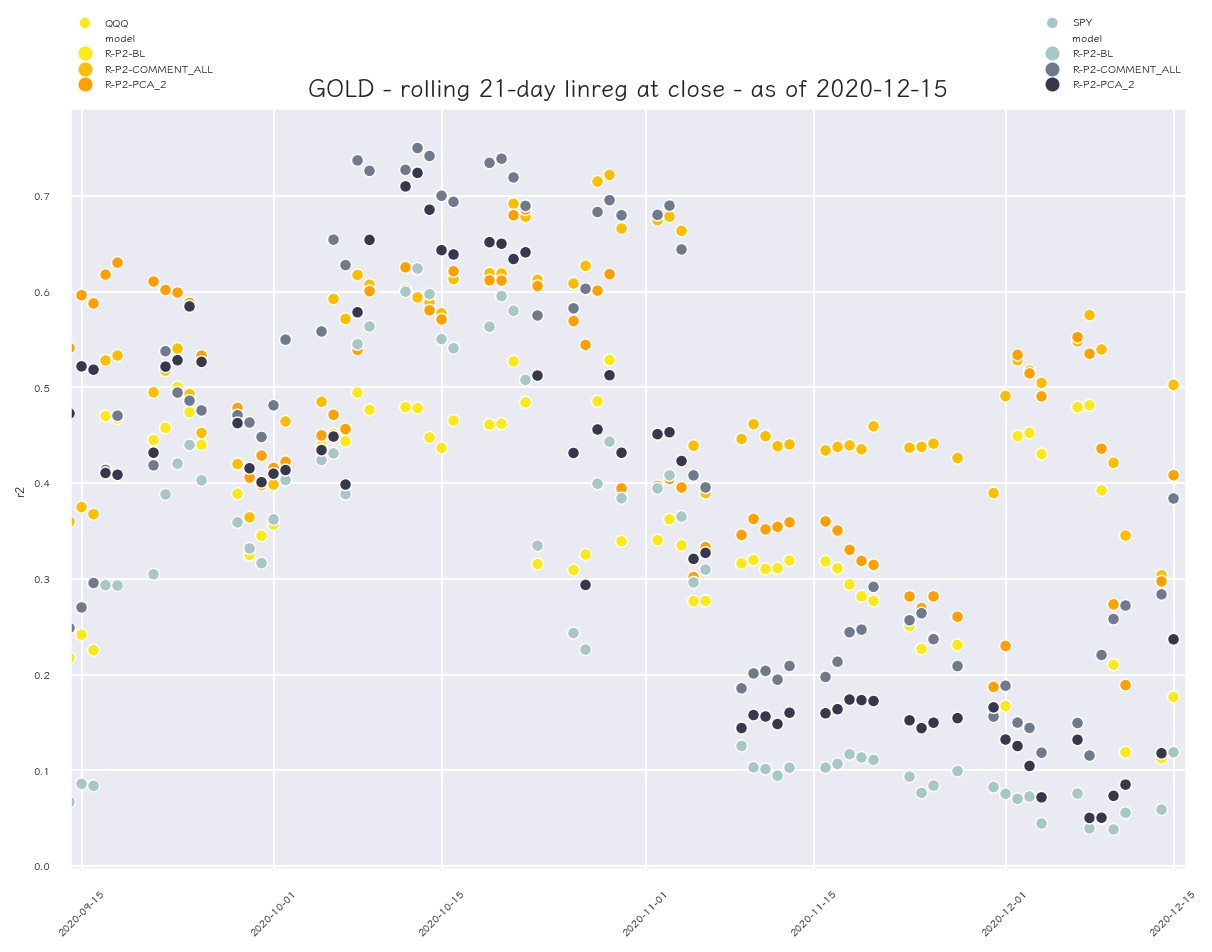 QQQ
model
R-P2-BL
R-P2-COMMENT_ALL
R-P2-PCA_2
SPY
model
R-P2-BL
R-P2-COMMENT_ALL
R-P2-PCA_2
GOLD - rolling 21-day linreg at close - as of 2020-12-15
0.7
0.6
0.5
0.4
0.3
0.2
0.1
0.0
r2
2020-09-15
2020-10-01
2020-10-15
2020-11-01
2020-11-15
2020-12-01
2020-12-15